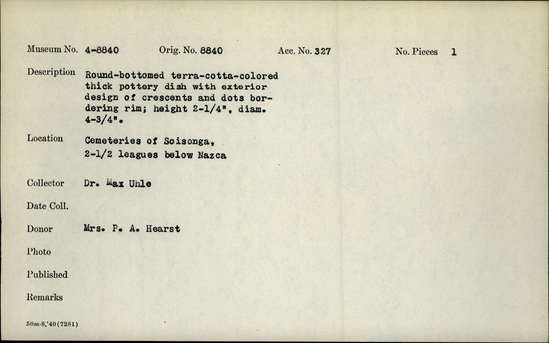 Museum No. 4-8840 Orig. No. 8840 Acc. No. 327 No. Pieces 1
Description Round-bottomed terra-cotta-colored
thick pottery dish with exterior
design of crescents and dots bor-
dering rim; height 2-1/4", diam.
4-3/4".
Location Cemeteries of Soisonga,
2-1/2 leagues below Nazca
Collector Dr. Max Uhle
Date Coll.
Donor Mrs. P. A. Hearst
Photo
Published
Remarks
50m-8,'40(7281)